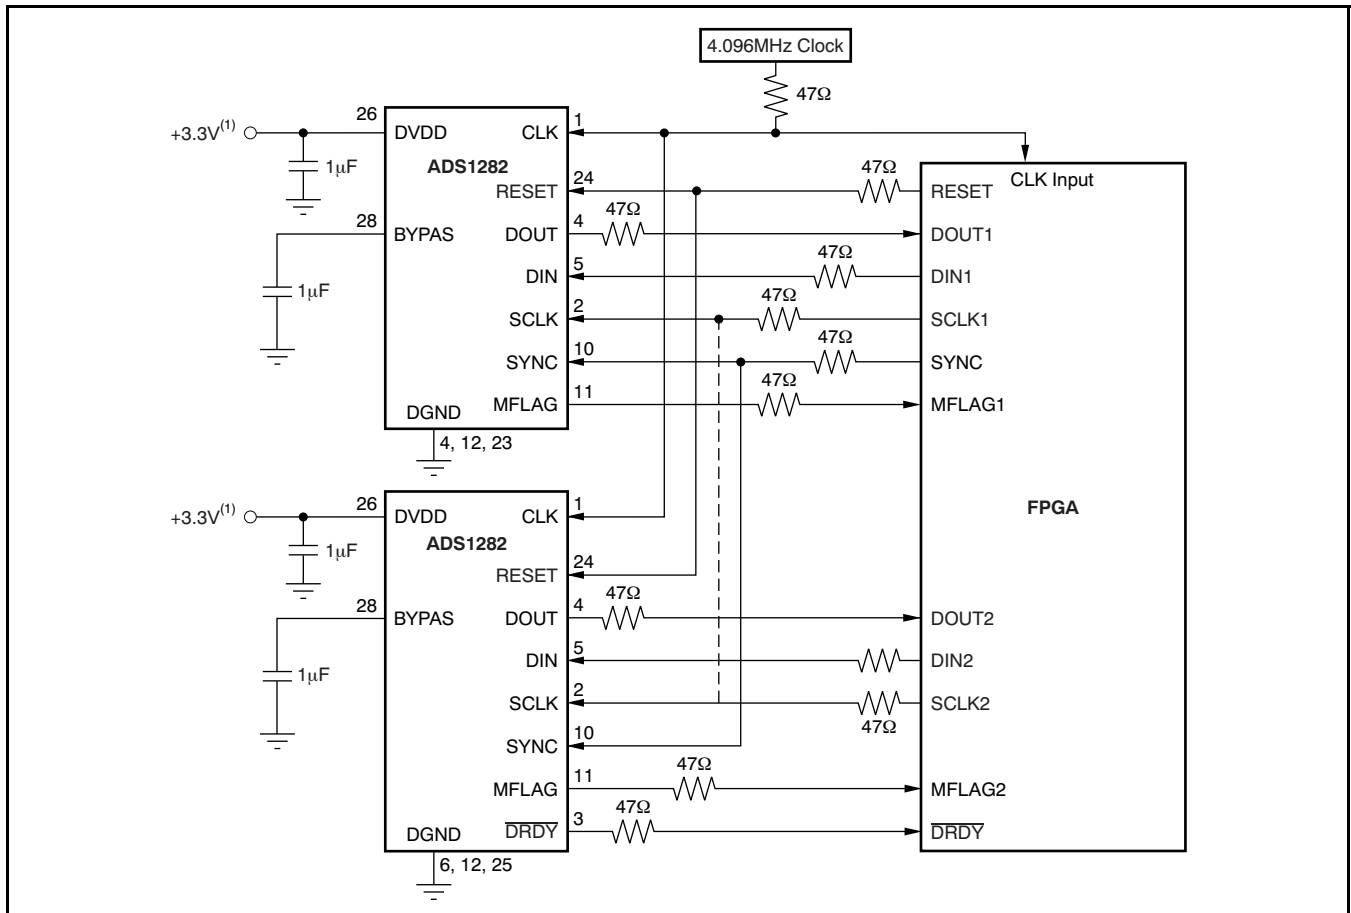 4.096MHz Clock
47Ω
+3.3V(1)
26
DVDD
CLK
1
ADS1282
1μF
RESET
24
47Ω
RESET
CLK Input
28
BYPAS
DOUT
4
47Ω
DOUT1
DIN
5
47Ω
DIN1
1μF
SCLK
2
47Ω
SCLK1
SYNC
10
47Ω
SYNC
MFLAG
11
47Ω
MFLAG1
DGND
4, 12, 23
FPGA
+3.3V(1)
26
DVDD
CLK
1
ADS1282
1μF
RESET
24
28
BYPAS
DOUT
4
47Ω
DOUT2
DIN
5
DIN2
1μF
SCLK
2
47Ω
SCLK2
SYNC
10
MFLAG
11
47Ω
MFLAG2
DRDY
3
47Ω
DRDY
DGND
6, 12, 25